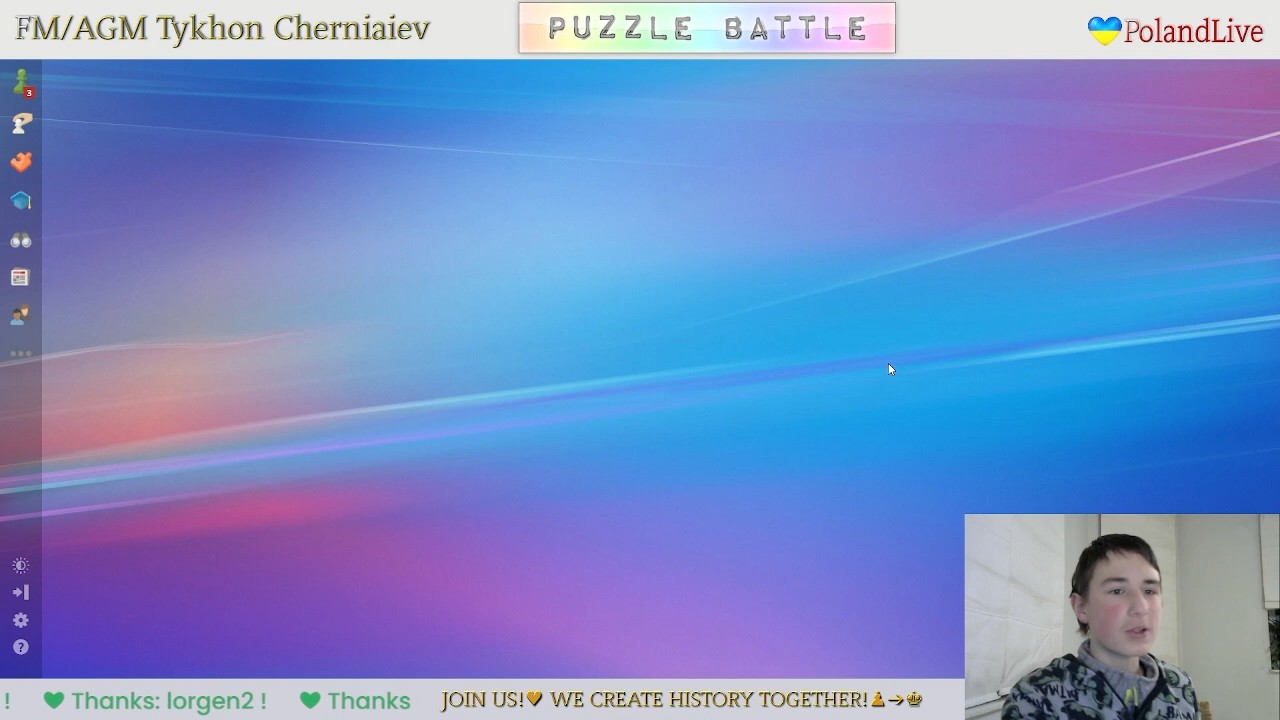 FM/AGM Tykhon Cherniaiev
PUZZLE BATTLE
PolandLive
3
?
! Thanks: lorgen2 ! Thanks
JOIN US! WE CREATE HISTORY TOGETHER!